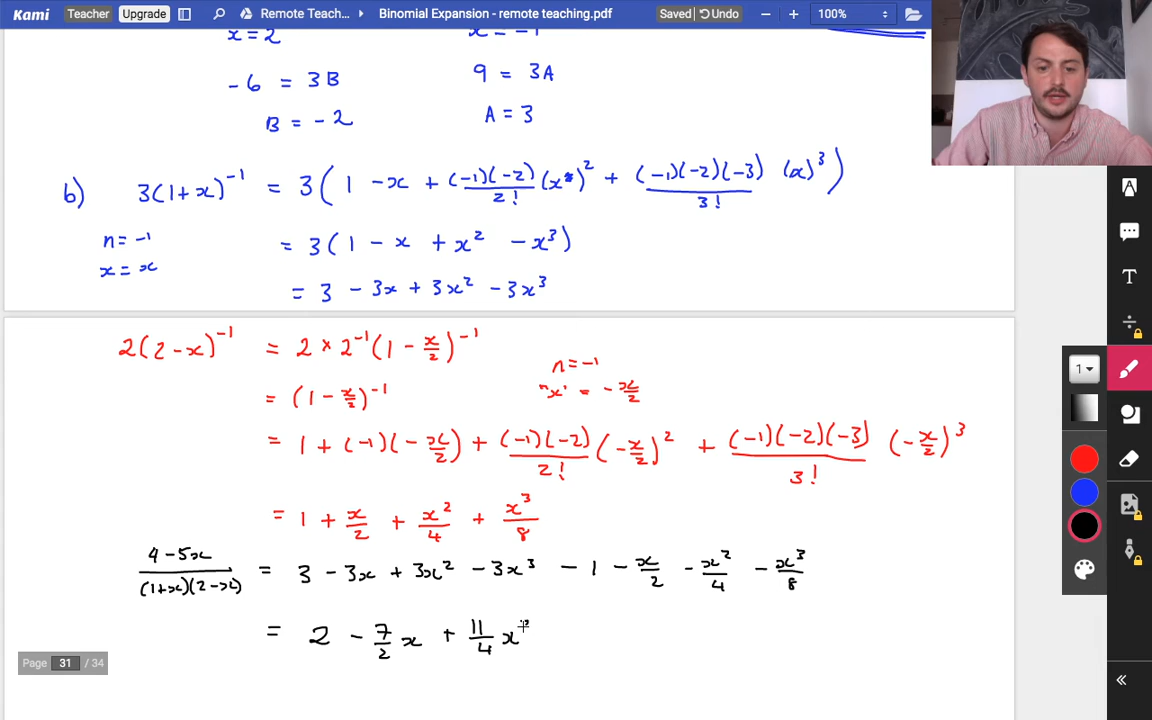 Kami Teacher Upgrade Remote Teach... Binomial Expansion - remote teaching.pdf Saved Undo 100%
x = 2 x = -1
-6 = 3B 9 = 3A
B = -2 A = 3
b) 3(1+x)^-1 = 3(1 - x + (-1)(-2)/2! (x)^2 + (-1)(-2)(-3)/3! (x)^3)
n = -1 = 3(1 - x + x^2 - x^3)
x = x
= 3 - 3x + 3x^2 - 3x^3
2(2-x)^-1 = 2 × 2^-1 (1 - x/2)^-1
n = -1
= (1 - x/2)^-1 "x" = -x/2
= 1 + (-1)(-x/2) + (-1)(-2)/2! (-x/2)^2 + (-1)(-2)(-3)/3! (-x/2)^3
= 1 + x/2 + x^2/4 + x^3/8
4-5x/(1+x)(2-x) = 3 - 3x + 3x^2 - 3x^3 - 1 - x/2 - x^2/4 - x^3/8
= 2 - 7/2 x + 11/4 x^2
Page 31 / 34
1
A
T